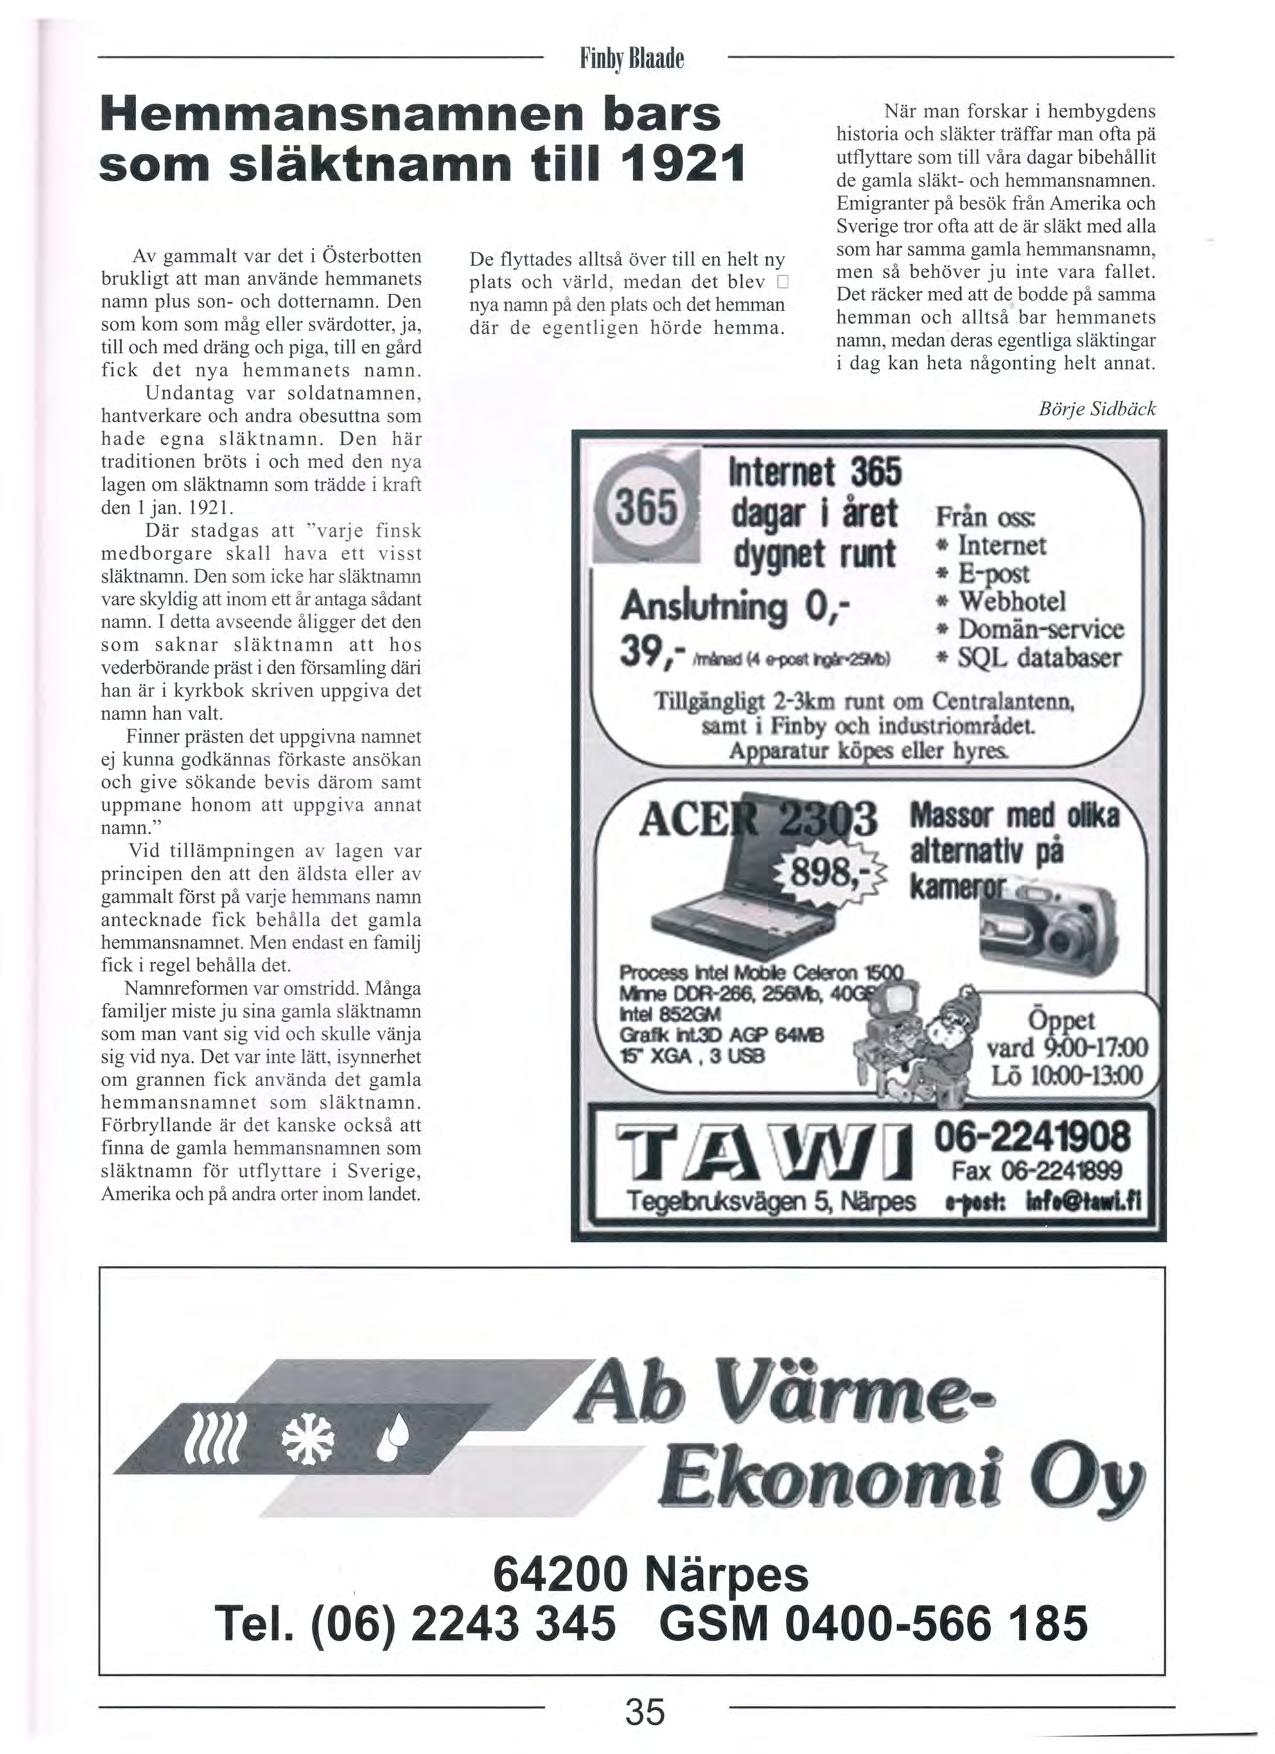 Finby Blaade
Hemmansnamnen bars
som släktnamn till 1921
Av gammalt var det i Österbotten
brukligt att man använde hemmanets
namn plus son- och dotternamn. Den
som kom som måg eller svärdotter, ja,
till och med dräng och piga, till en gård
fick det nya hemmanets namn.
Undantag var soldatnamnen,
hantverkare och andra obesuttna som
hade egna släktnamn. Den här
traditionen bröts i och med den nya
lagen om släktnamn som trädde i kraft
den 1 jan. 1921.
Där stadgas att ”varje finsk
medborgare skall hava ett visst
släktnamn. Den som icke har släktnamn
vare skyldig att inom ett år antaga sådant
namn. I detta avseende åligger det den
som saknar släktnamn att hos
vederbörande präst i den församling däri
han är i kyrkbok skriven uppgiva det
namn han valt.
Finner prästen det uppgivna namnet
ej kunna godkännas förkaste ansökan
och give sökande bevis därom samt
uppmane honom att uppgiva annat
namn.”
Vid tillämpningen av lagen var
principen den att den äldsta eller av
gammalt först på varje hemmans namn
antecknade fick behålla det gamla
hemmansnamnet. Men endast en familj
fick i regel behålla det.
Namnreformen var omstridd. Många
familjer miste ju sina gamla släktnamn
som man vant sig vid och skulle vänja
sig vid nya. Det var inte lätt, isynnerhet
om grannen fick använda det gamla
hemmansnamnet som släktnamn.
Förbryllande är det kanske också att
finna de gamla hemmansnamnen som
släktnamn för utflyttare i Sverige,
Amerika och på andra orter inom landet.
De flyttades alltså över till en helt ny
plats och värld, medan det blev □
nya namn på den plats och det hemman
där de egentligen hörde hemma.
När man forskar i hembygdens
historia och släkter träffar man ofta pä
utflyttare som till våra dagar bibehållit
de gamla släkt- och hemmansnamnen.
Emigranter på besök från Amerika och
Sverige tror ofta att de är släkt med alla
som har samma gamla hemmansnamn,
men så behöver ju inte vara fallet.
Det räcker med att de bodde på samma
hemman och alltså bar hemmanets
namn, medan deras egentliga släktingar
i dag kan heta någonting helt annat.
Börje Sidbäck
365
Internet 365
dagar i året
dygnet runt
Anslutning 0,-
39,- /månad (4 e-post ingår-25Mb)
Från oss:
* Internet
* E-post
* Webhotel
* Domän-service
* SQL databaser
Tillgängligt 2-3km runt om Centralantenn,
samt i Finby och industriområdet.
Apparatur köpes eller hyres.
ACER 2303
898,-
Massor med olika
alternativ på
kameror
Process Intel Mobile Celeron 1500
Minne DDR-266, 256Mb, 40GB
Intel 852GM
Grafik int.3D AGP 64MB
15" XGA , 3 USB
Öppet
vard 9:00-17:00
Lö 10:00-13:00
TAWI
06-2241908
Fax 06-2241899
Tegelbruksvägen 5, Närpes e-post: info@tawi.fi
Ab Värme-
Ekonomi Oy
64200 Närpes
Tel. (06) 2243 345 GSM 0400-566 185
35